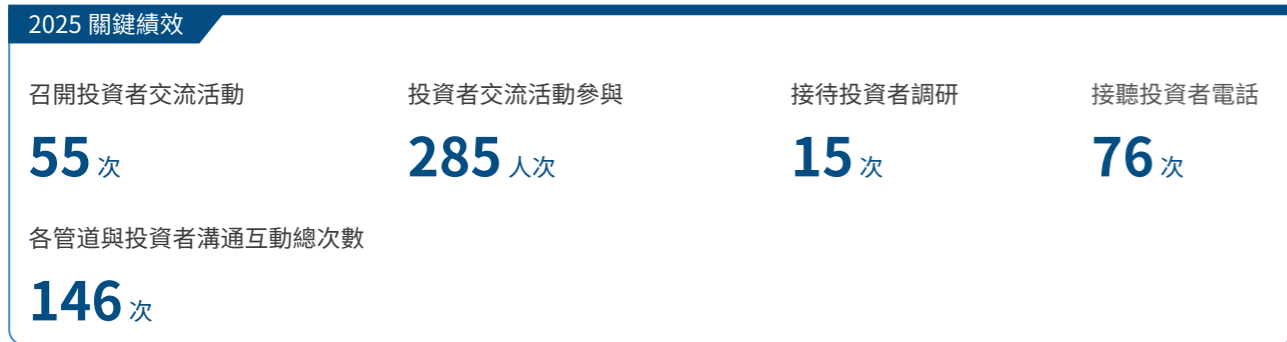 2025 關鍵績效
召開投資者交流活動 投資者交流活動參與 接待投資者調研 接聽投資者電話
55 次 285 人次 15 次 76 次
各管道與投資者溝通互動總次數
146 次